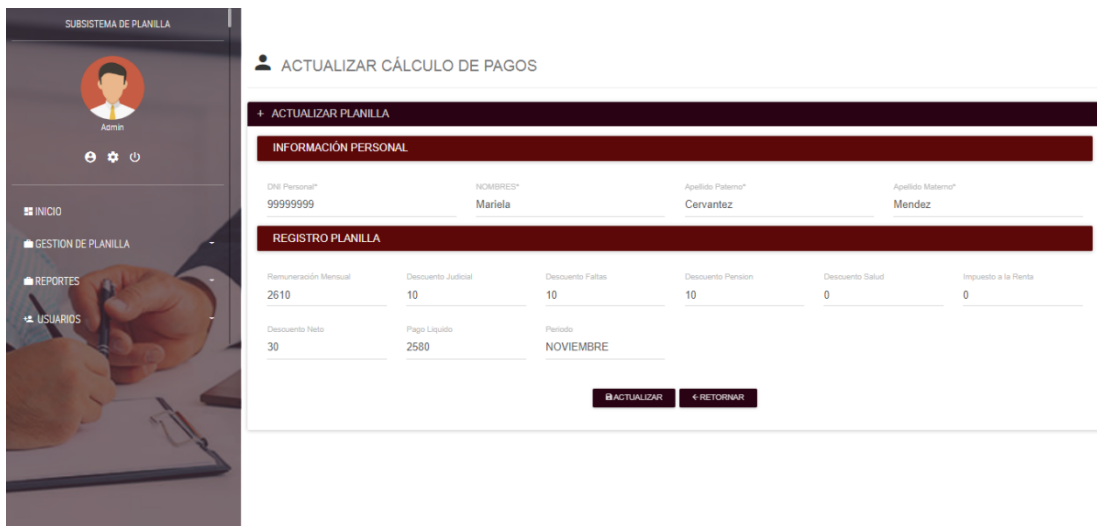 SUBSISTEMA DE PLANILLA
Admin
INICIO
GESTION DE PLANILLA
REPORTES
USUARIOS
ACTUALIZAR CÁLCULO DE PAGOS
+ ACTUALIZAR PLANILLA
INFORMACIÓN PERSONAL
DNI Personal* NOMBRES* Apellido Paterno* Apellido Materno*
99999999 Mariela Cervantez Mendez
REGISTRO PLANILLA
Remuneración Mensual Descuento Judicial Descuento Faltas Descuento Pension Descuento Salud Impuesto a la Renta
2610 10 10 10 0 0
Descuento Neto Pago Liquido Periodo
30 2580 NOVIEMBRE
ACTUALIZAR RETORNAR